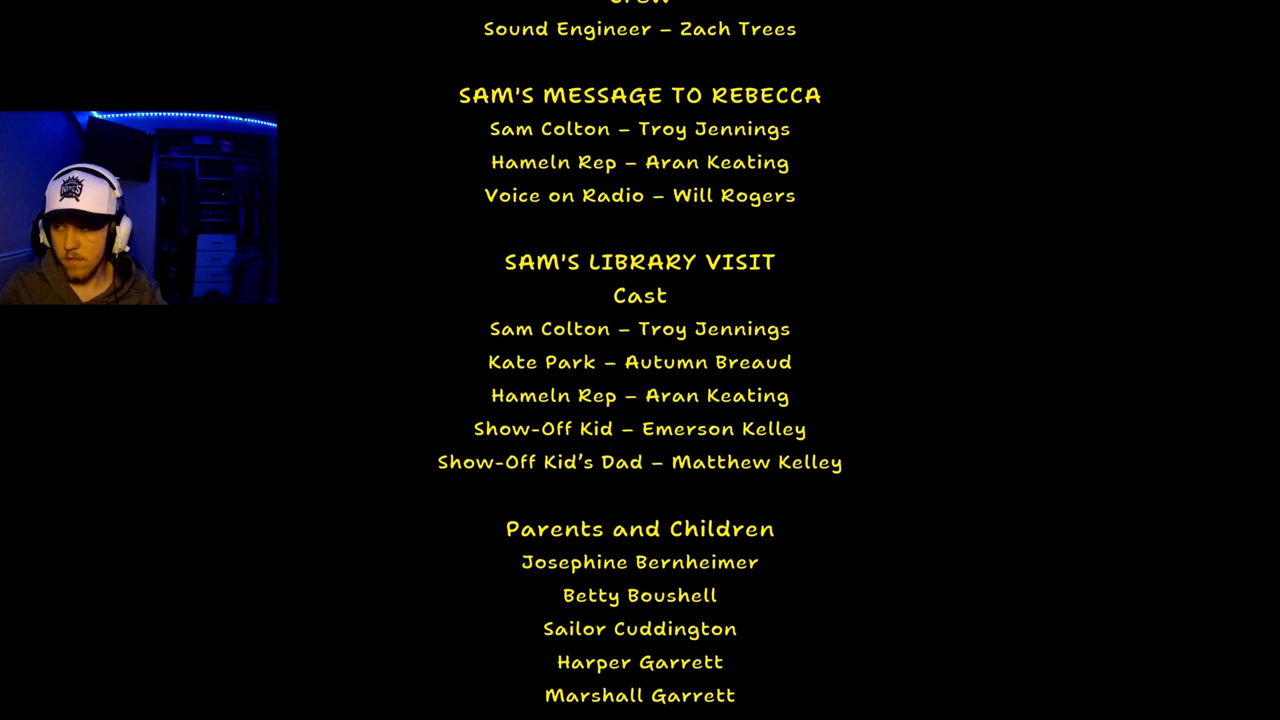 Crew
Sound Engineer – Zach Trees
SAM'S MESSAGE TO REBECCA
Sam Colton – Troy Jennings
Hameln Rep – Aran Keating
Voice on Radio – Will Rogers
KINGS
SAM'S LIBRARY VISIT
Cast
Sam Colton – Troy Jennings
Kate Park – Autumn Breaud
Hameln Rep – Aran Keating
Show-Off Kid – Emerson Kelley
Show-Off Kid’s Dad – Matthew Kelley
Parents and Children
Josephine Bernheimer
Betty Boushell
Sailor Cuddington
Harper Garrett
Marshall Garrett